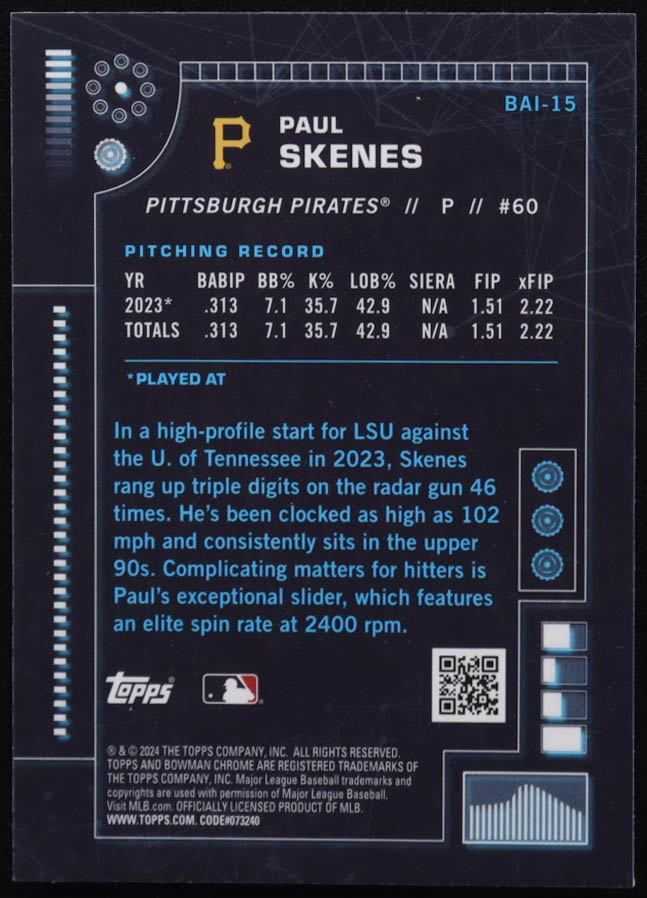 BAI-15
P
PAUL
SKENES
PITTSBURGH PIRATES® // P // #60
PITCHING RECORD
YR BABIP BB% K% LOB% SIERA FIP xFIP
2023* .313 7.1 35.7 42.9 N/A 1.51 2.22
TOTALS .313 7.1 35.7 42.9 N/A 1.51 2.22
*PLAYED AT
In a high-profile start for LSU against
the U. of Tennessee in 2023, Skenes
rang up triple digits on the radar gun 46
times. He's been clocked as high as 102
mph and consistently sits in the upper
90s. Complicating matters for hitters is
Paul's exceptional slider, which features
an elite spin rate at 2400 rpm.
Topps
® & © 2024 THE TOPPS COMPANY, INC. ALL RIGHTS RESERVED.
TOPPS AND BOWMAN CHROME ARE REGISTERED TRADEMARKS OF
THE TOPPS COMPANY, INC. Major League Baseball trademarks and
copyrights are used with permission of Major League Baseball.
Visit MLB.com. OFFICIALLY LICENSED PRODUCT OF MLB.
WWW.TOPPS.COM. CODE#073240